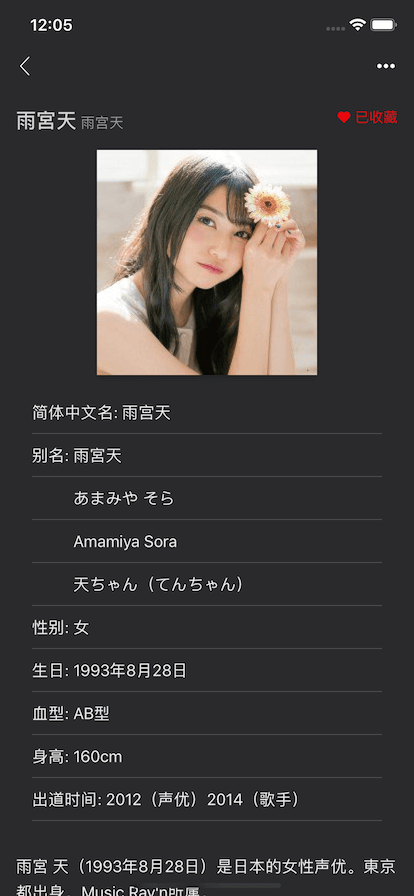 12:05
雨宮天 雨宮天
已收藏
简体中文名: 雨宫天
别名: 雨宮天
あまみや そら
Amamiya Sora
天ちゃん（てんちゃん）
性别: 女
生日: 1993年8月28日
血型: AB型
身高: 160cm
出道时间: 2012（声优）2014（歌手）
雨宮 天（1993年8月28日）是日本的女性声优。東京
都出身。Music Ray'n所属。